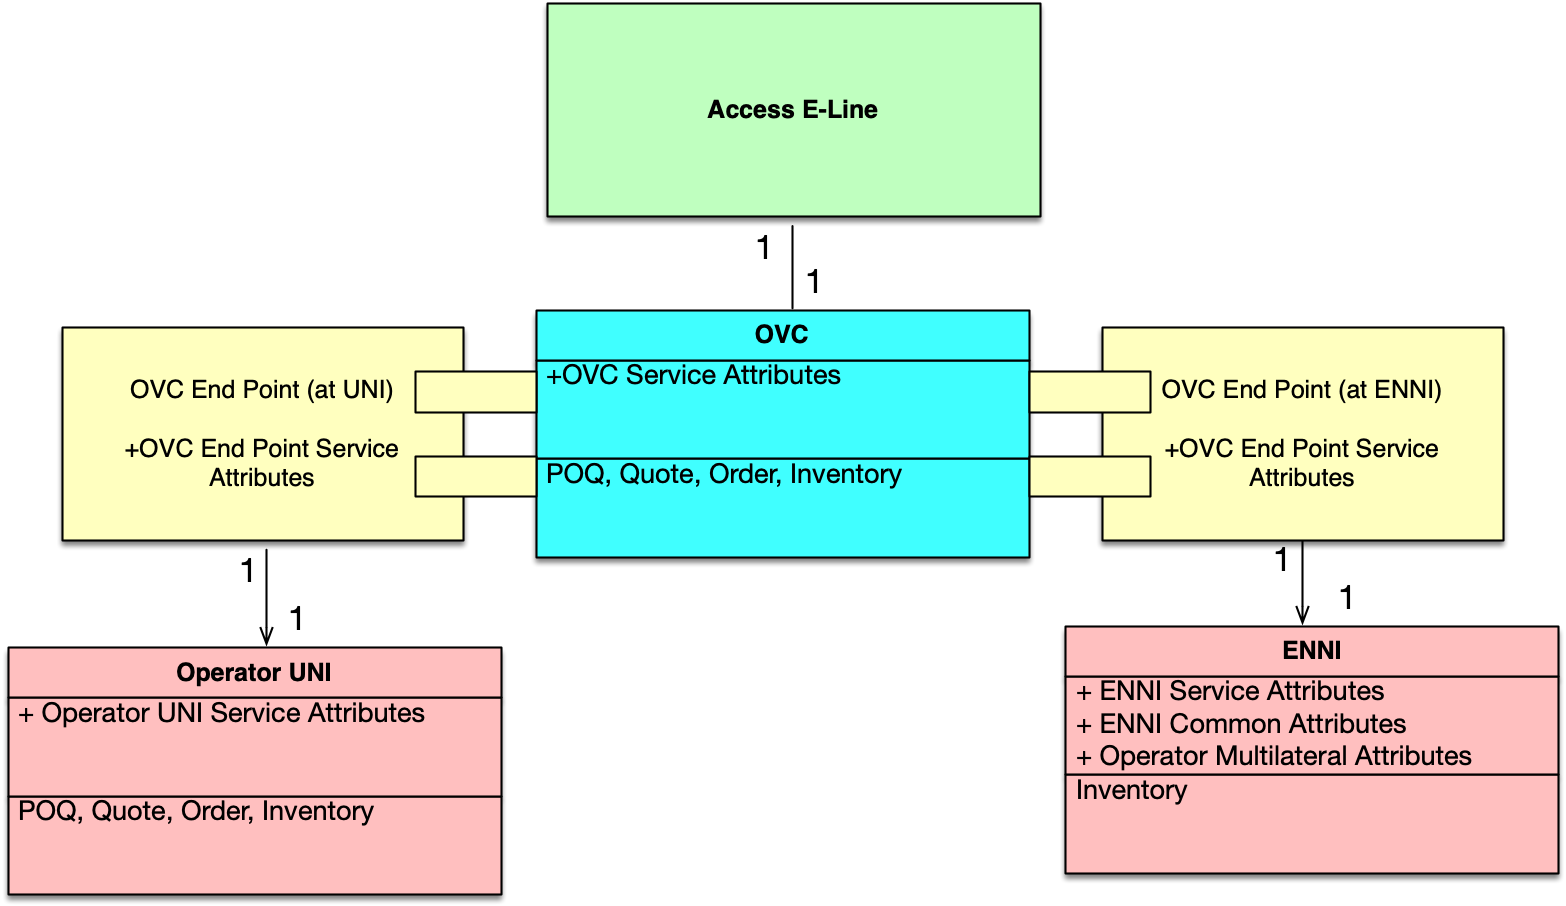 Access E-Line
1
1
OVC
+OVC Service Attributes
POQ, Quote, Order, Inventory
OVC End Point (at UNI)
+OVC End Point Service
Attributes
OVC End Point (at ENNI)
+OVC End Point Service
Attributes
1
1
1
1
Operator UNI
+ Operator UNI Service Attributes
POQ, Quote, Order, Inventory
ENNI
+ ENNI Service Attributes
+ ENNI Common Attributes
+ Operator Multilateral Attributes
Inventory